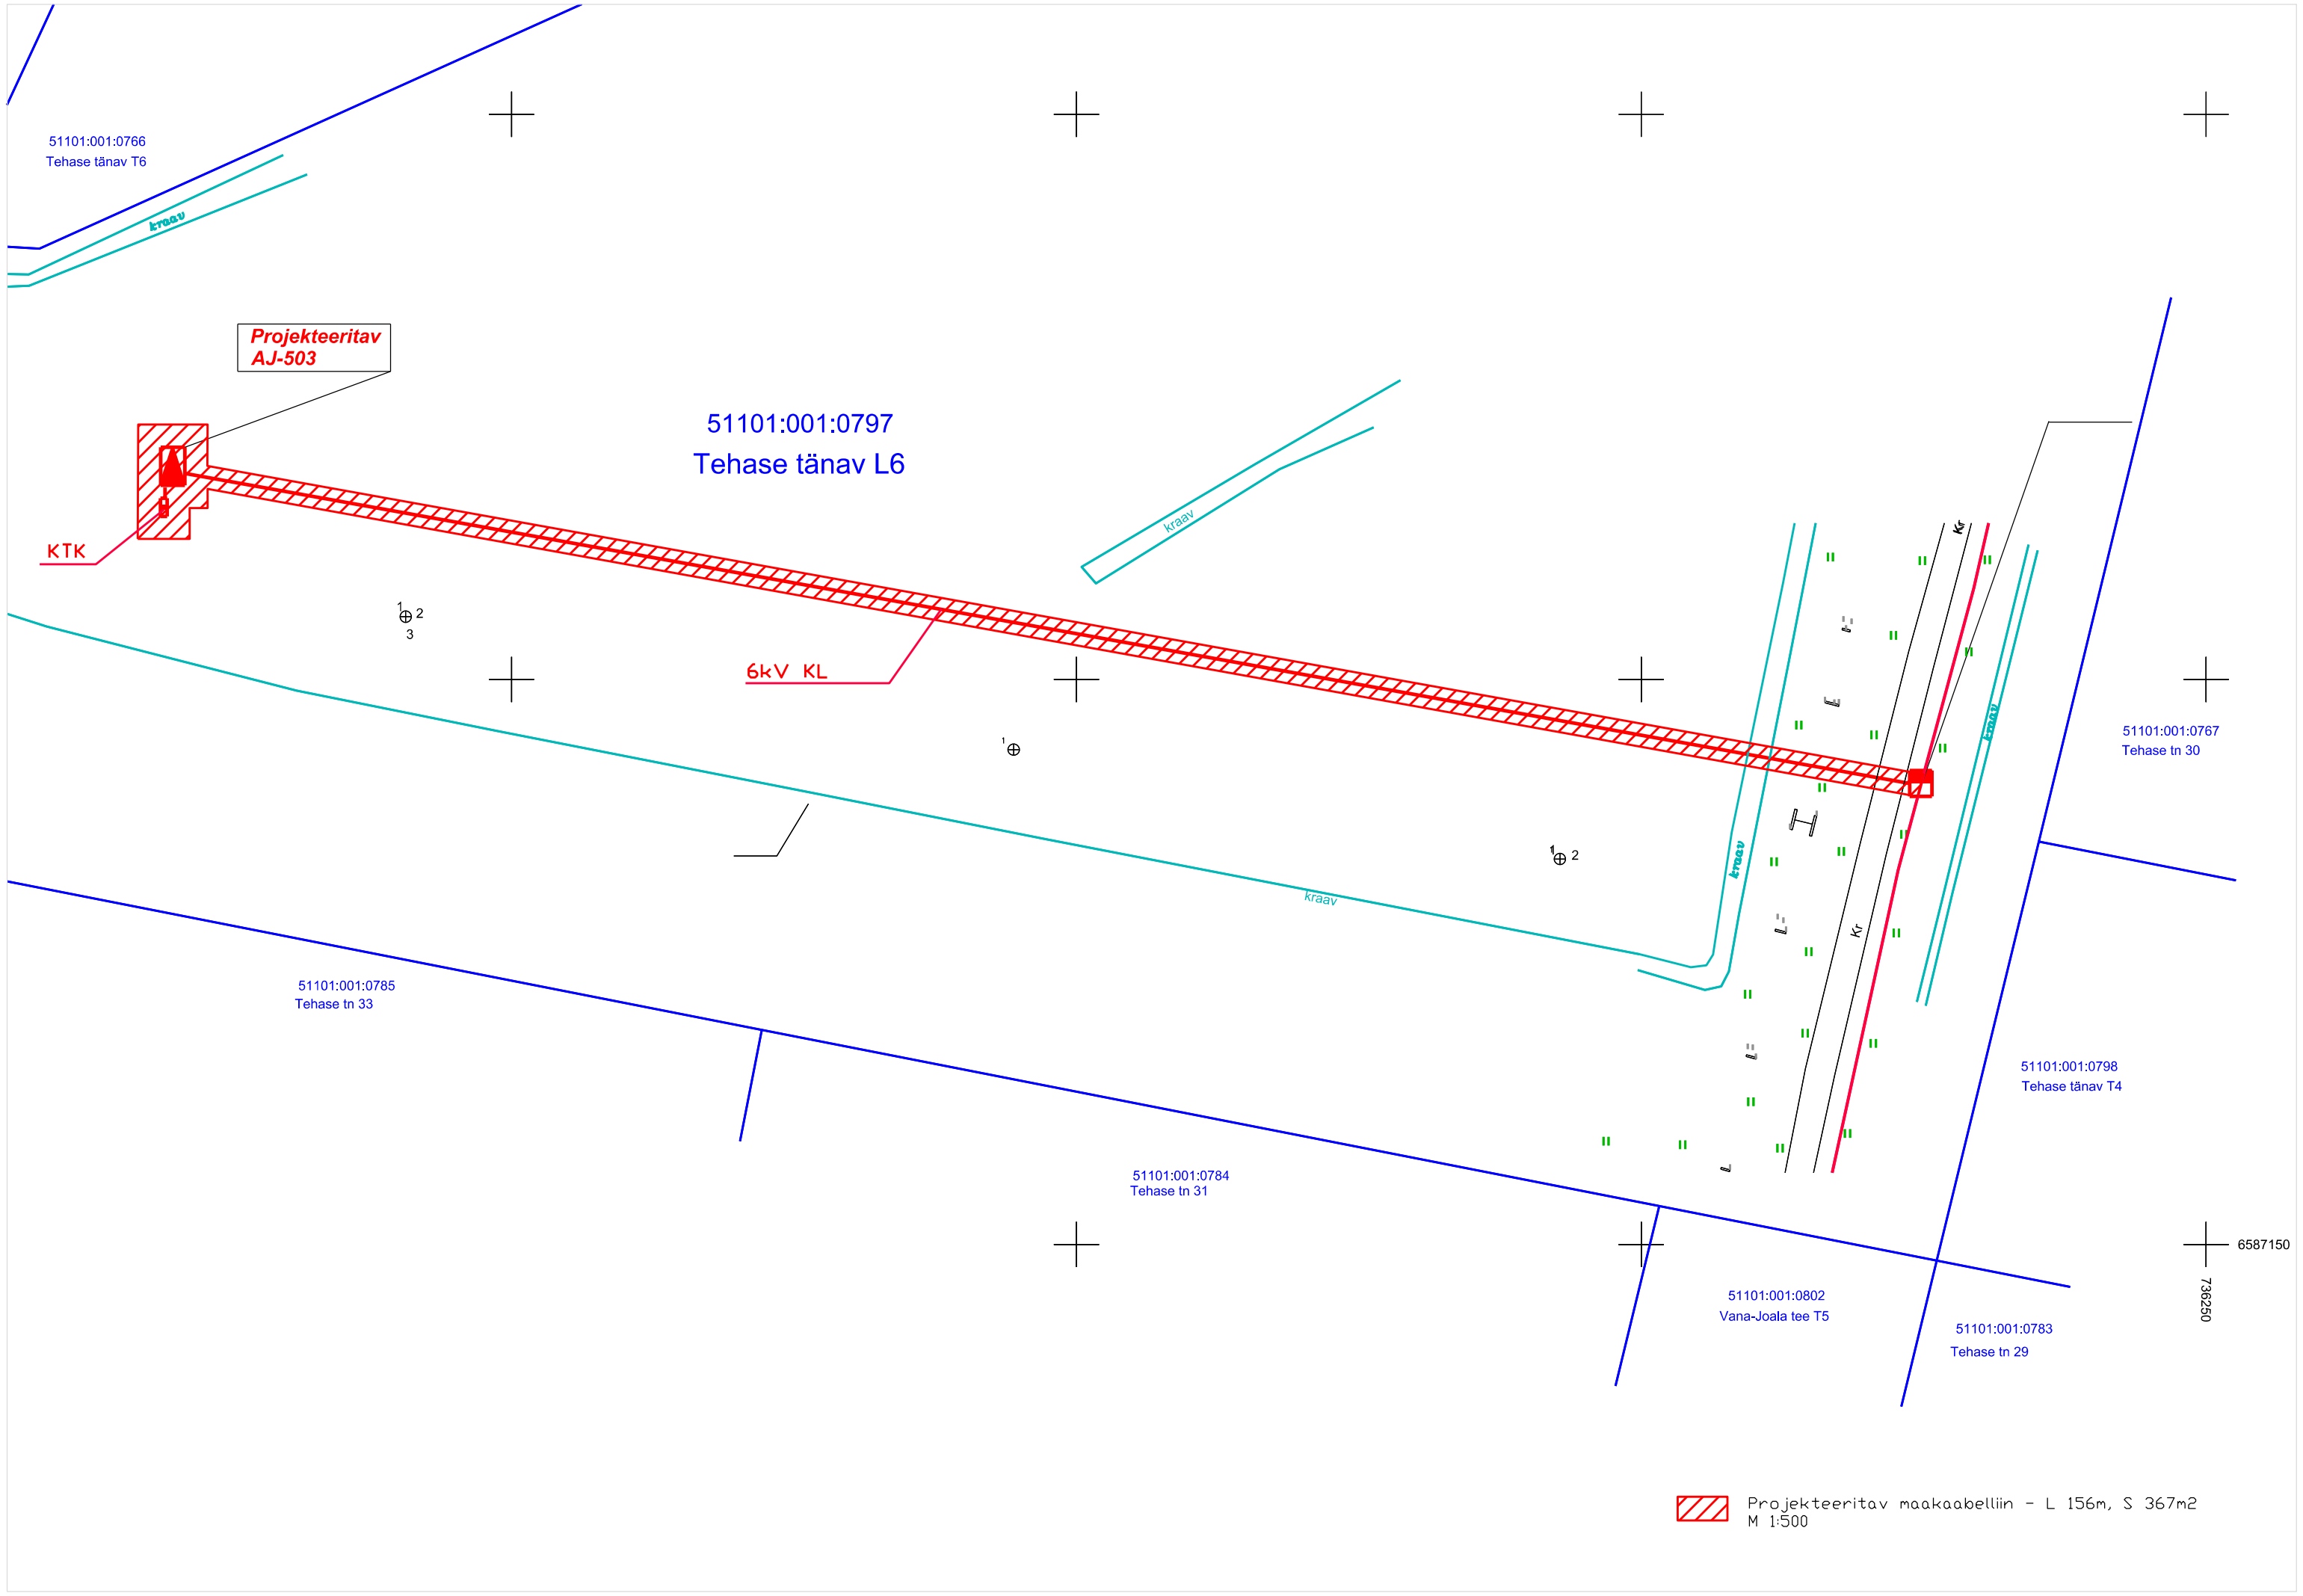 51101:001:0766
Tehase tänav T6
kraav
Projekteeritav
AJ-503
51101:001:0797
Tehase tänav L6
kraav
Kr
KTK
1
2
3
6kV KL
1
kraav
51101:001:0767
Tehase tn 30
1
2
kraav
kraav
Kr
51101:001:0785
Tehase tn 33
51101:001:0798
Tehase tänav T4
51101:001:0784
Tehase tn 31
6587150
736250
51101:001:0802
Vana-Joala tee T5
51101:001:0783
Tehase tn 29
Projekteeritav maakaabelliin - L 156m, S 367m2
M 1:500